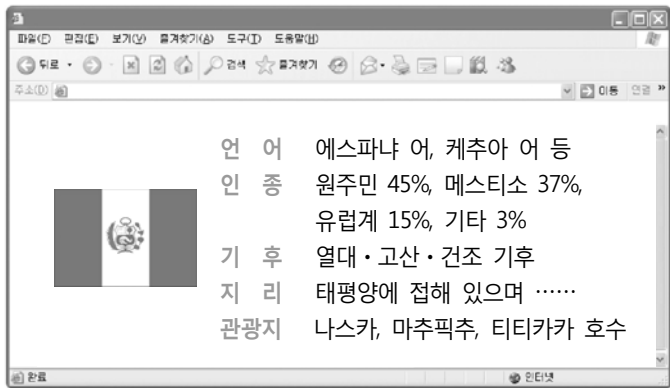 파일(F) 편집(E) 보기(V) 즐겨찾기(A) 도구(T) 도움말(H)
뒤로 검색 즐겨찾기
주소(D) 이동 연결 »
언 어 에스파냐 어, 케추아 어 등
인 종 원주민 45%, 메스티소 37%,
유럽계 15%, 기타 3%
기 후 열대·고산·건조 기후
지 리 태평양에 접해 있으며 ……
관광지 나스카, 마추픽추, 티티카카 호수
완료 인터넷